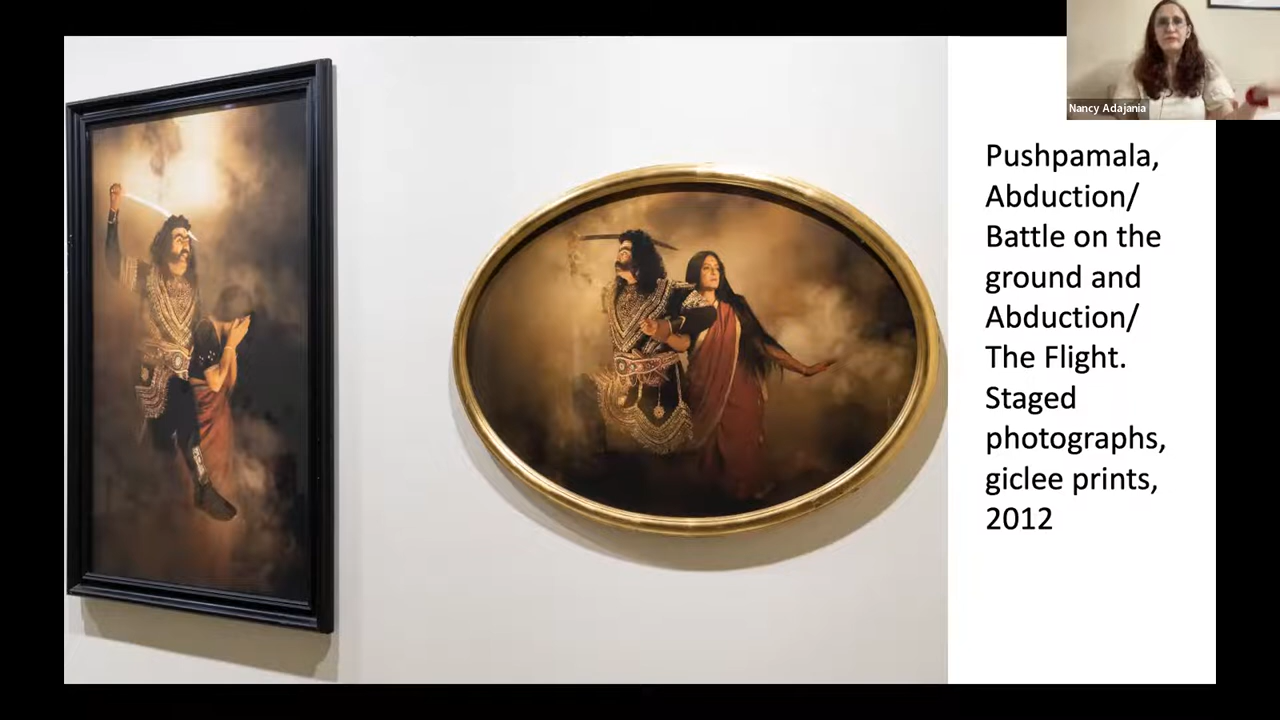 Nancy Adajania
Pushpamala,
Abduction/
Battle on the
ground and
Abduction/
The Flight.
Staged
photographs,
giclee prints,
2012